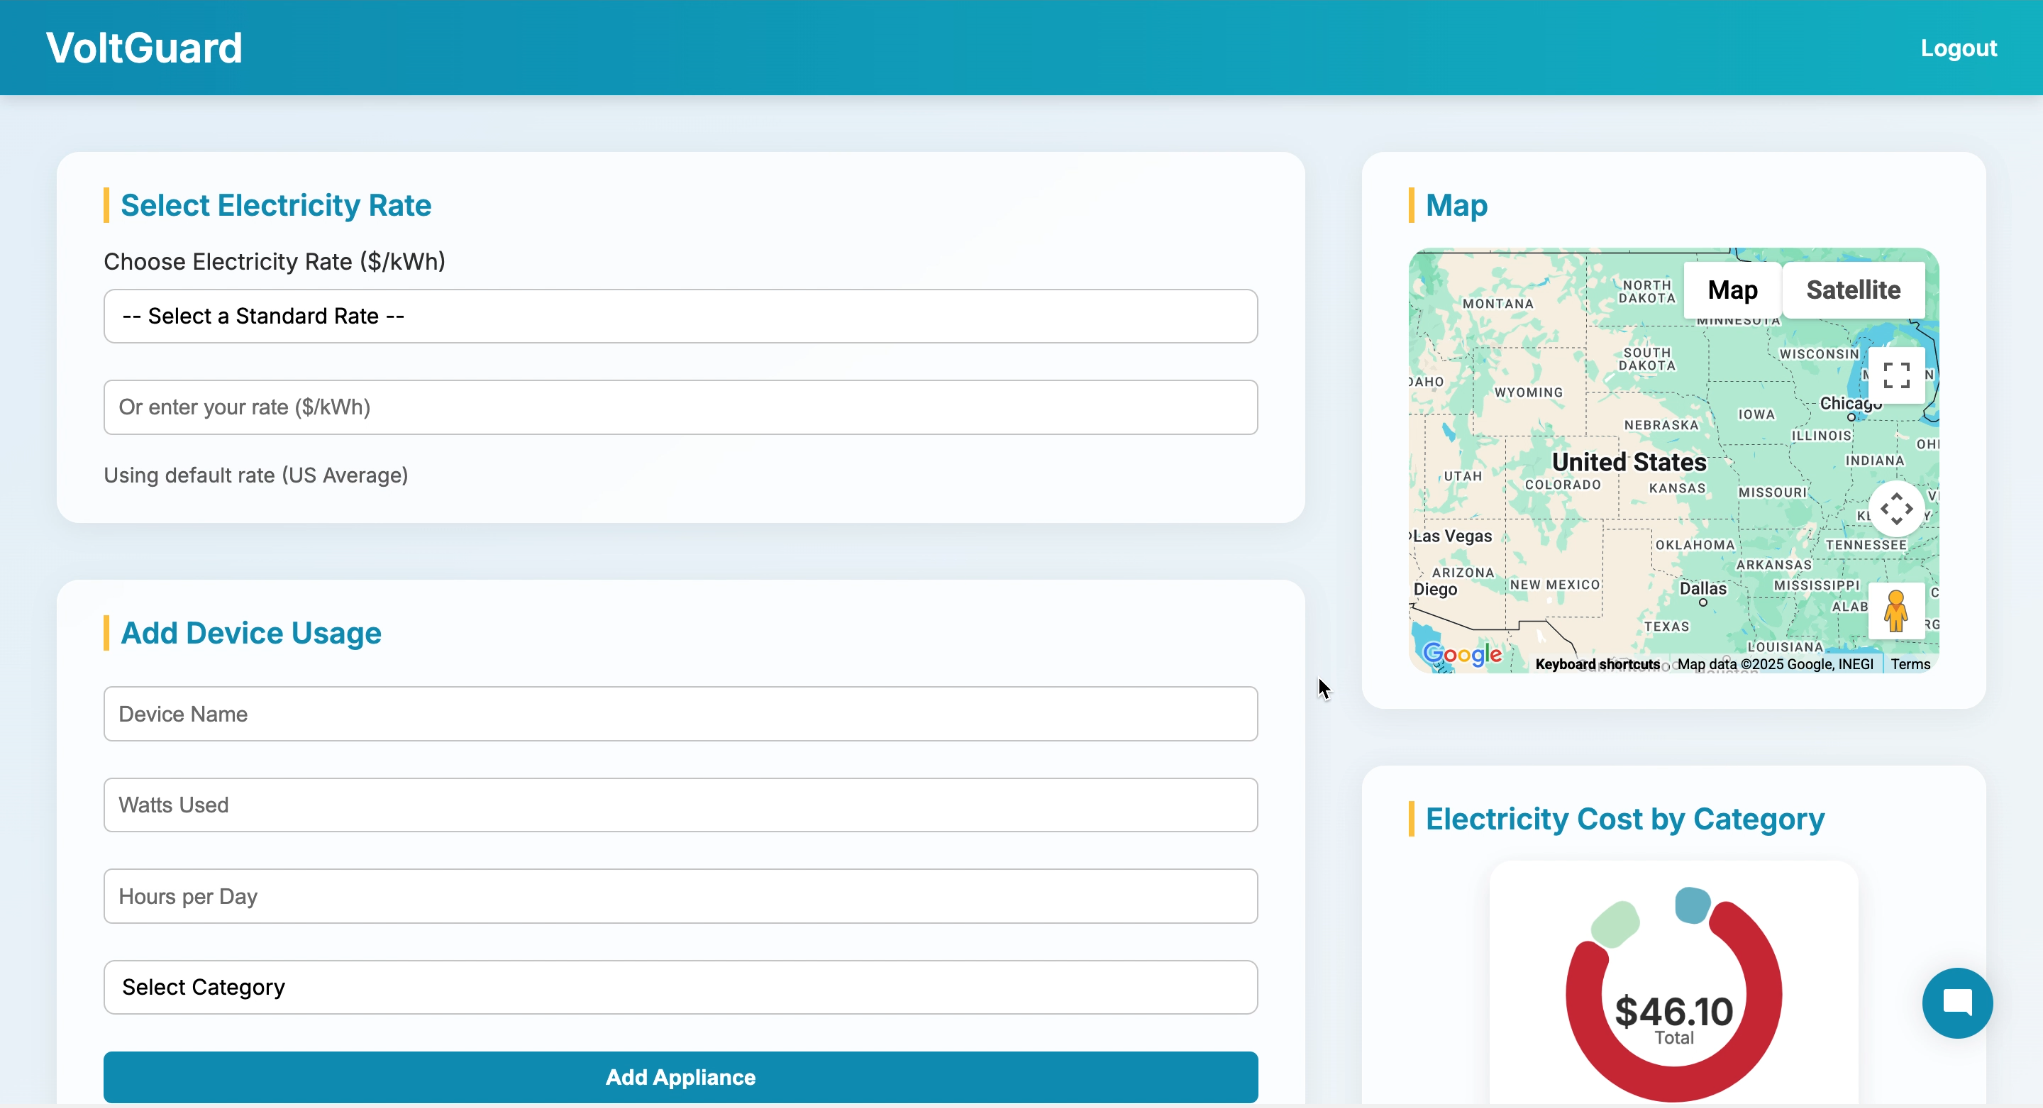 VoltGuard
Logout
Select Electricity Rate
Choose Electricity Rate ($/kWh)
-- Select a Standard Rate --
Or enter your rate ($/kWh)
Using default rate (US Average)
Add Device Usage
Device Name
Watts Used
Hours per Day
Select Category
Add Appliance
Map
Map
Satellite
MONTANA
NORTH
DAKOTA
MINNESOTA
SOUTH
DAKOTA
WISCONSIN
WYOMING
IOWA
Chicago
NEBRASKA
ILLINOIS
INDIANA
United States
UTAH
COLORADO
KANSAS
MISSOURI
Las Vegas
OKLAHOMA
TENNESSEE
ARIZONA
NEW MEXICO
ARKANSAS
Diego
Dallas
MISSISSIPPI
ALAB
TEXAS
LOUISIANA
Google
Keyboard shortcuts
Map data ©2025 Google, INEGI
Terms
Electricity Cost by Category
$46.10
Total